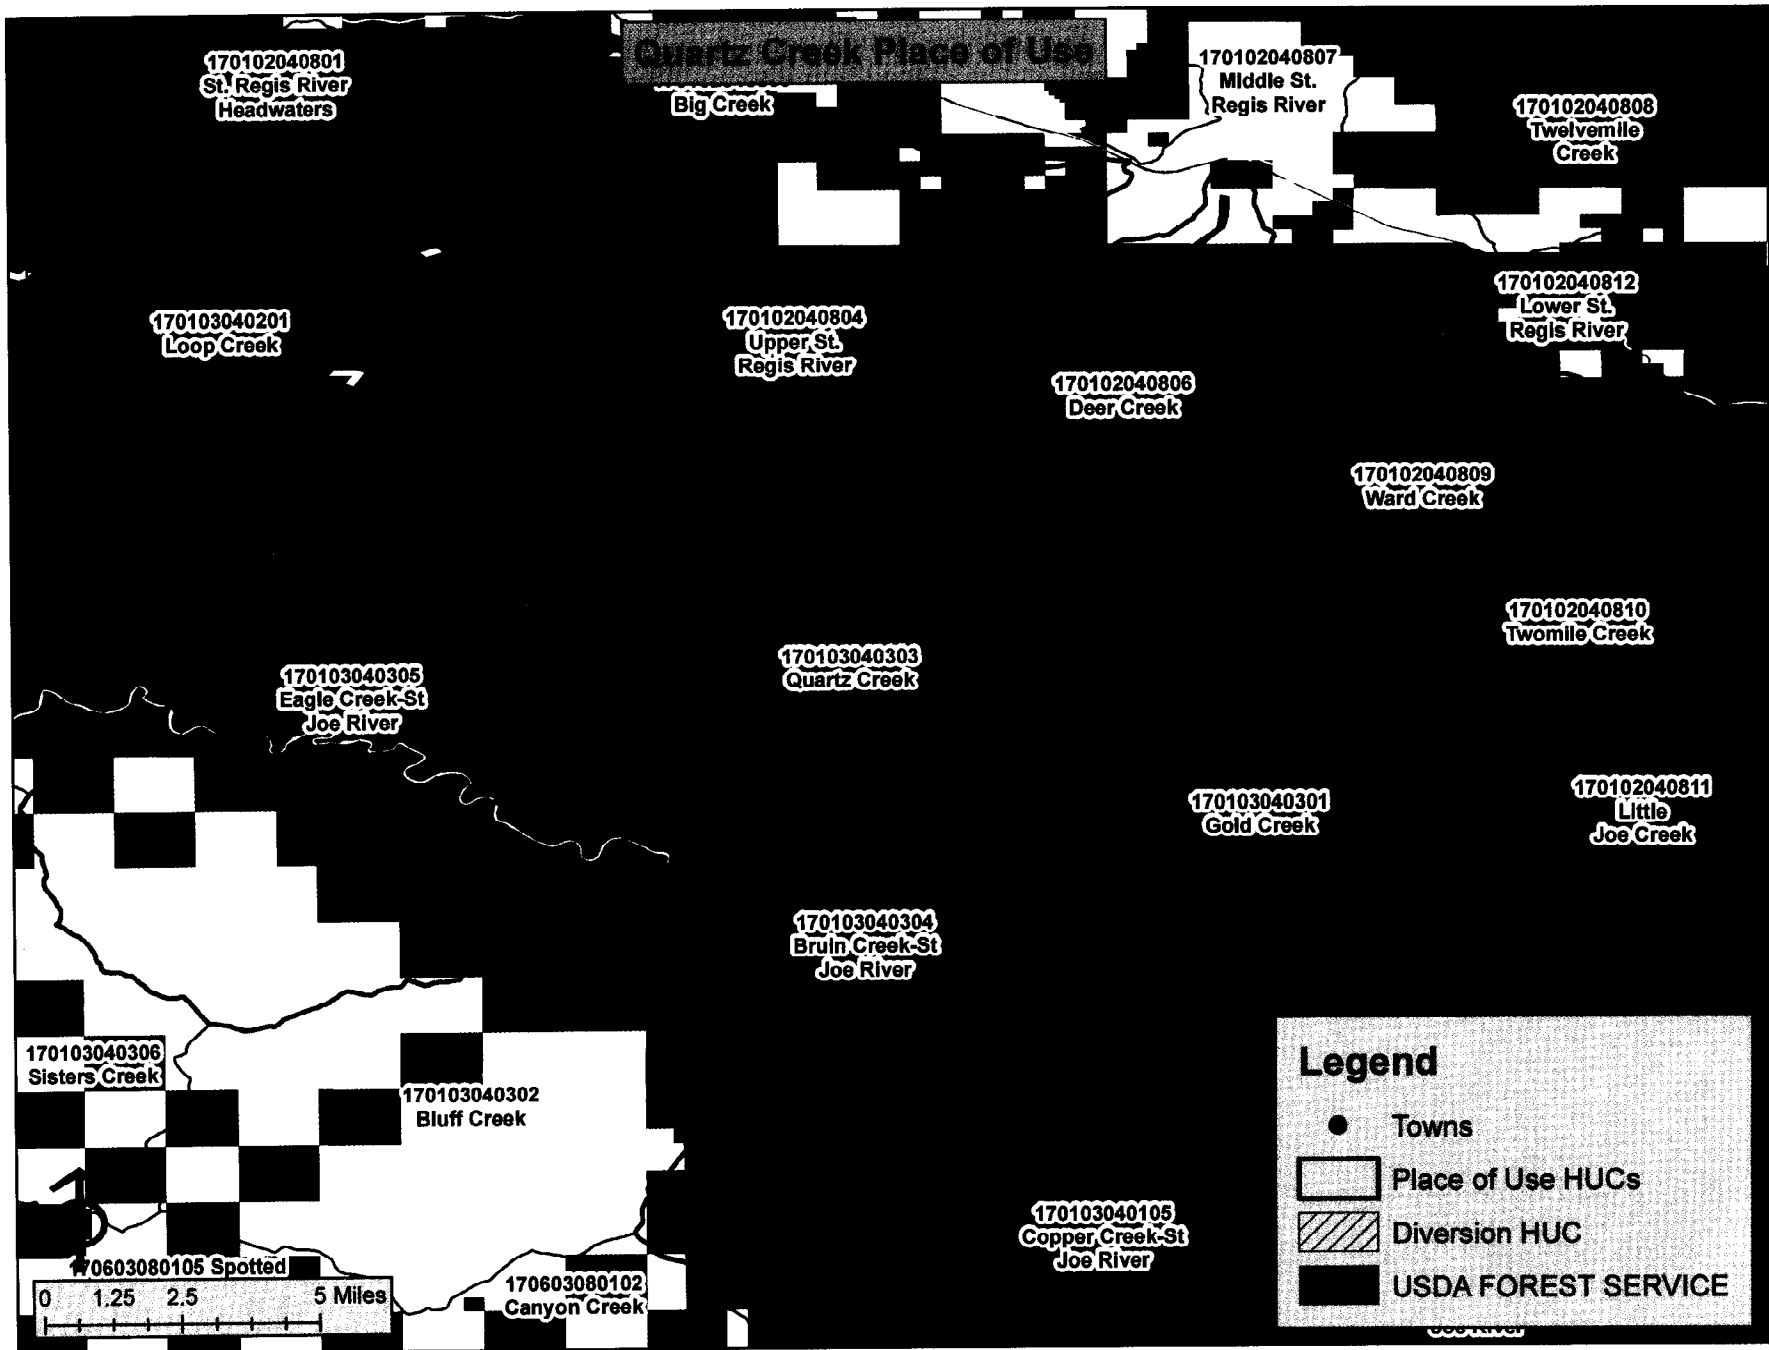 Quartz Creek Place of Use
170102040801
St. Regis River
Headwaters
Big Creek
170102040807
Middle St.
Regis River
170102040808
Twelvemile
Creek
170102040812
Lower St.
Regis River
170103040201
Loop Creek
170102040804
Upper St.
Regis River
170102040806
Deer Creek
170102040809
Ward Creek
170102040810
Twomile Creek
170103040303
Quartz Creek
170103040305
Eagle Creek-St
Joe River
170103040301
Gold Creek
170102040811
Little
Joe Creek
170103040304
Bruin Creek-St
Joe River
170103040306
Sisters Creek
170103040302
Bluff Creek
170103040105
Copper Creek-St
Joe River
170603080105 Spotted
170603080102
Canyon Creek
0 1.25 2.5 5 Miles
Legend
Towns
Place of Use HUCs
Diversion HUC
USDA FOREST SERVICE
Joe River